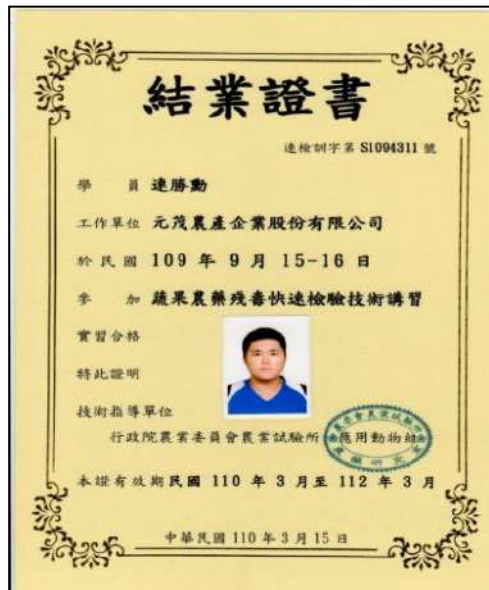 結業證書
速檢訓字第 S1094311 號
學員 連勝勳
工作單位 元茂農產企業股份有限公司
於民國 109 年 9 月 15-16 日
參加 蔬果農藥殘毒快速檢驗技術講習
實習合格
特此證明
技術指導單位
行政院農業委員會農業試驗所 應用動物組
本證有效期民國 110 年 3 月至 112 年 3 月
中華民國 110 年 3 月 15 日